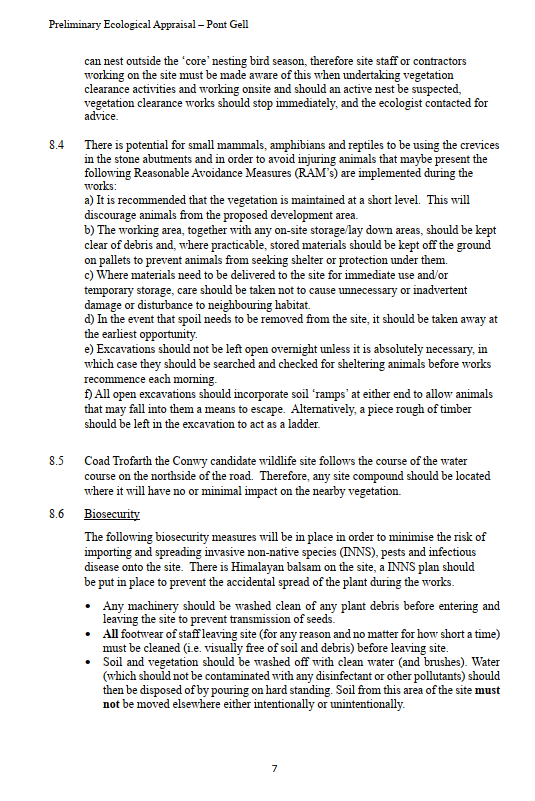 Preliminary Ecological Appraisal – Pont Gell
can nest outside the ‘core’ nesting bird season, therefore site staff or contractors
working on the site must be made aware of this when undertaking vegetation
clearance activities and working onsite and should an active nest be suspected,
vegetation clearance works should stop immediately, and the ecologist contacted for
advice.
8.4 There is potential for small mammals, amphibians and reptiles to be using the crevices
in the stone abutments and in order to avoid injuring animals that maybe present the
following Reasonable Avoidance Measures (RAM’s) are implemented during the
works:
a) It is recommended that the vegetation is maintained at a short level. This will
discourage animals from the proposed development area.
b) The working area, together with any on-site storage/lay down areas, should be kept
clear of debris and, where practicable, stored materials should be kept off the ground
on pallets to prevent animals from seeking shelter or protection under them.
c) Where materials need to be delivered to the site for immediate use and/or
temporary storage, care should be taken not to cause unnecessary or inadvertent
damage or disturbance to neighbouring habitat.
d) In the event that spoil needs to be removed from the site, it should be taken away at
the earliest opportunity.
e) Excavations should not be left open overnight unless it is absolutely necessary, in
which case they should be searched and checked for sheltering animals before works
recommence each morning.
f) All open excavations should incorporate soil ‘ramps’ at either end to allow animals
that may fall into them a means to escape. Alternatively, a piece rough of timber
should be left in the excavation to act as a ladder.
8.5 Coad Trofarth the Conwy candidate wildlife site follows the course of the water
course on the northside of the road. Therefore, any site compound should be located
where it will have no or minimal impact on the nearby vegetation.
8.6 Biosecurity
The following biosecurity measures will be in place in order to minimise the risk of
importing and spreading invasive non-native species (INNS), pests and infectious
disease onto the site. There is Himalayan balsam on the site, a INNS plan should
be put in place to prevent the accidental spread of the plant during the works.
• Any machinery should be washed clean of any plant debris before entering and
leaving the site to prevent transmission of seeds.
• All footwear of staff leaving site (for any reason and no matter for how short a time)
must be cleaned (i.e. visually free of soil and debris) before leaving site.
• Soil and vegetation should be washed off with clean water (and brushes). Water
(which should not be contaminated with any disinfectant or other pollutants) should
then be disposed of by pouring on hard standing. Soil from this area of the site must
not be moved elsewhere either intentionally or unintentionally.
7